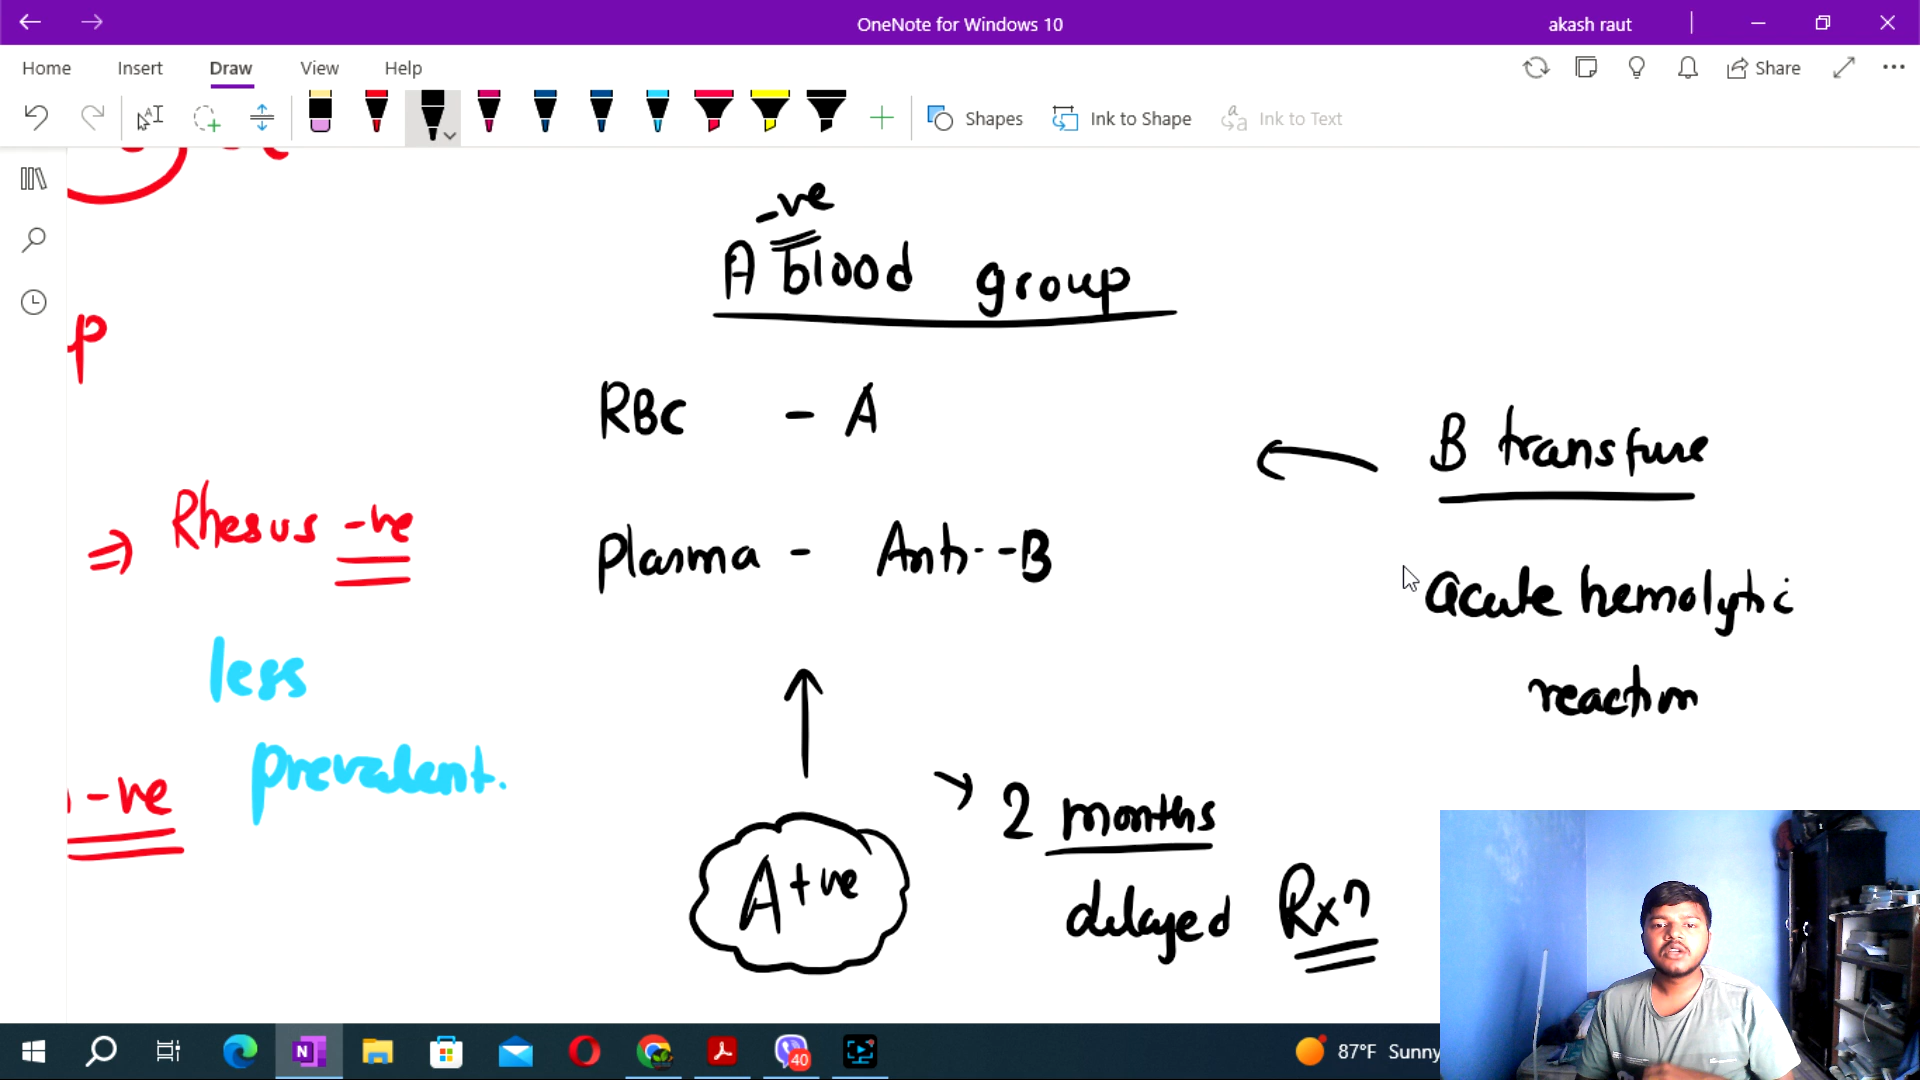 OneNote for Windows 10
akash raut
Home Insert Draw View Help
Share
Shapes
Ink to Shape
Ink to Text
-ve
A blood group
RBC - A
Plasma - Anti-B
B transfuse
acute hemolytic
reaction
A+ve
2 months
delayed Rxn
p
⇒ Rhesus -ve
less
prevalent.
-ve
40
87°F Sunny